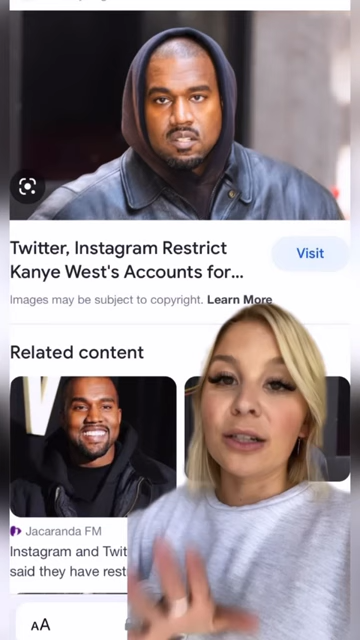 Twitter, Instagram Restrict
Kanye West's Accounts for...
Visit
Images may be subject to copyright. Learn More
Related content
Jacaranda FM
Instagram and Twit
said they have rest
AA